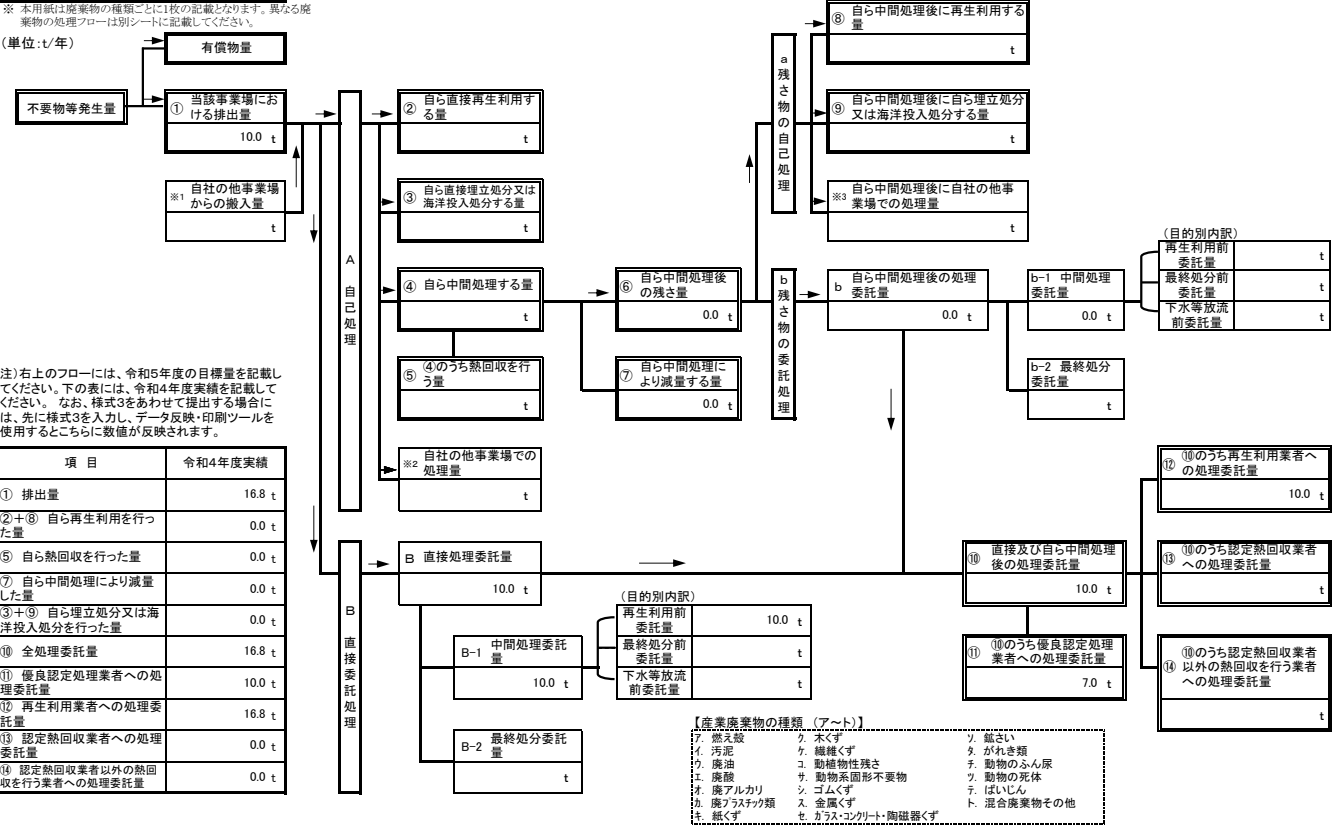 ※ 本用紙は廃棄物の種類ごとに1枚の記載となります。異なる廃
棄物の処理フローは別シートに記載してください。
(単位:t/年)
有償物量
不要物等発生量
① 当該事業場にお
ける排出量
10.0 t
※1 自社の他事業場
からの搬入量
t
A 自己処理
② 自ら直接再生利用す
る量
t
③ 自ら直接埋立処分又は
海洋投入処分する量
t
④ 自ら中間処理する量
t
⑤ ④のうち熱回収を行
う量
t
※2 自社の他事業場での
処理量
t
⑥ 自ら中間処理後
の残さ量
0.0 t
⑦ 自ら中間処理に
より減量する量
0.0 t
a 残さ物の自己処理
⑧ 自ら中間処理後に再生利用する
量
t
⑨ 自ら中間処理後に自ら埋立処分
又は海洋投入処分する量
t
※3 自ら中間処理後に自社の他事
業場での処理量
t
b 残さ物の委託処理
b 自ら中間処理後の処理
委託量
0.0 t
b-1 中間処理
委託量
0.0 t
(目的別内訳)
再生利用前
委託量 t
最終処分前
委託量 t
下水等放流
前委託量 t
b-2 最終処分
委託量
t
注)右上のフローには、令和5年度の目標量を記載し
てください。下の表には、令和4年度実績を記載して
ください。 なお、様式3をあわせて提出する場合に
は、先に様式3を入力し、データ反映・印刷ツールを
使用するとこちらに数値が反映されます。
項 目 令和4年度実績
① 排出量 16.8 t
②+⑧ 自ら再生利用を行っ
た量 0.0 t
⑤ 自ら熱回収を行った量 0.0 t
⑦ 自ら中間処理により減量
した量 0.0 t
③+⑨ 自ら埋立処分又は海
洋投入処分を行った量 0.0 t
⑩ 全処理委託量 16.8 t
⑪ 優良認定処理業者への処
理委託量 10.0 t
⑫ 再生利用業者への処理委
託量 16.8 t
⑬ 認定熱回収業者への処理
委託量 0.0 t
⑭ 認定熱回収業者以外の熱回
収を行う業者への処理委託量 0.0 t
B 直接委託処理
B 直接処理委託量
10.0 t
B-1 中間処理委託
量
10.0 t
(目的別内訳)
再生利用前
委託量 10.0 t
最終処分前
委託量 t
下水等放流
前委託量 t
B-2 最終処分委託
量
t
⑩ 直接及び自ら中間処理
後の処理委託量
10.0 t
⑪ ⑩のうち優良認定処理
業者への処理委託量
7.0 t
⑫ ⑩のうち再生利用業者へ
の処理委託量
10.0 t
⑬ ⑩のうち認定熱回収業者
への処理委託量
t
⑭ ⑩のうち認定熱回収業者
以外の熱回収を行う業者
への処理委託量
t
【産業廃棄物の種類 (ア~ト)】
ア. 燃え殻 ク. 木くず ソ. 鉱さい
イ. 汚泥 ケ. 繊維くず タ. がれき類
ウ. 廃油 コ. 動植物性残さ チ. 動物のふん尿
エ. 廃酸 サ. 動物系固形不要物 ツ. 動物の死体
オ. 廃アルカリ シ. ゴムくず テ. ばいじん
カ. 廃プラスチック類 ス. 金属くず ト. 混合廃棄物その他
キ. 紙くず セ. ガラス・コンクリート・陶磁器くず